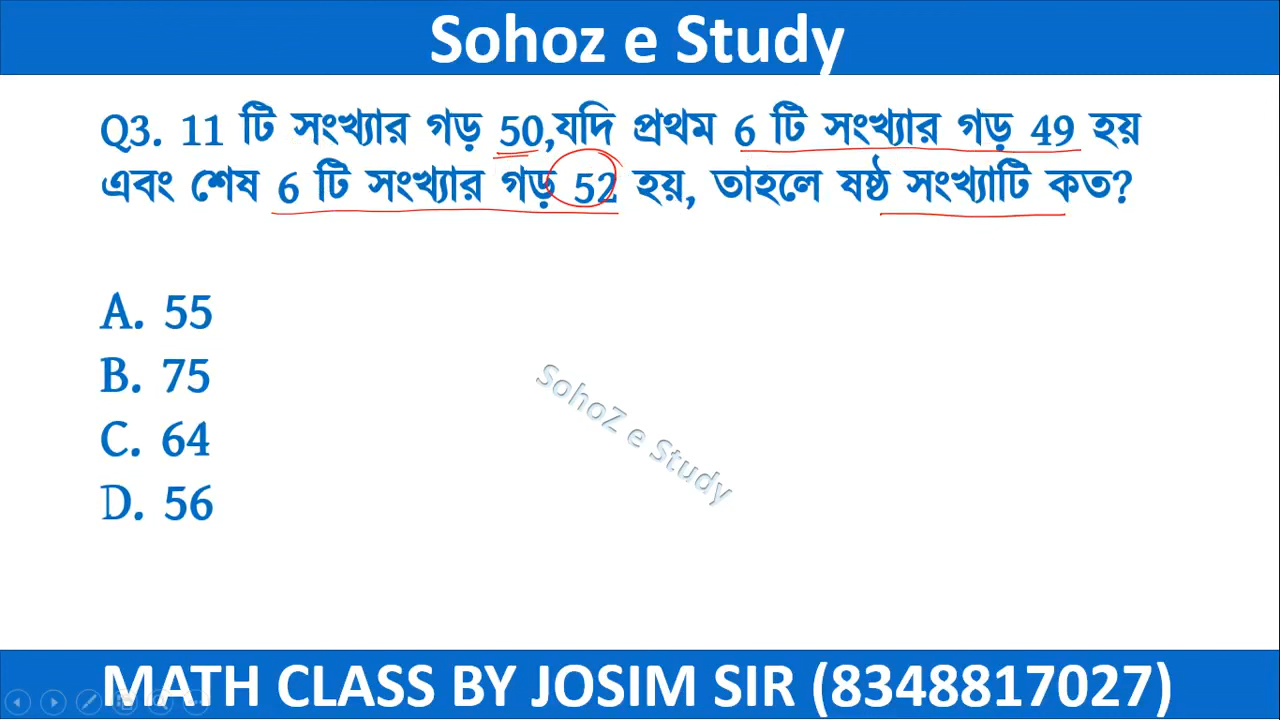 Sohoz e Study
Q3. 11 টি সংখ্যার গড় 50,যদি প্রথম 6 টি সংখ্যার গড় 49 হয়
এবং শেষ 6 টি সংখ্যার গড় 52 হয়, তাহলে ষষ্ঠ সংখ্যাটি কত?
A. 55
B. 75
C. 64
D. 56
SohoZ e Study
MATH CLASS BY JOSIM SIR (8348817027)